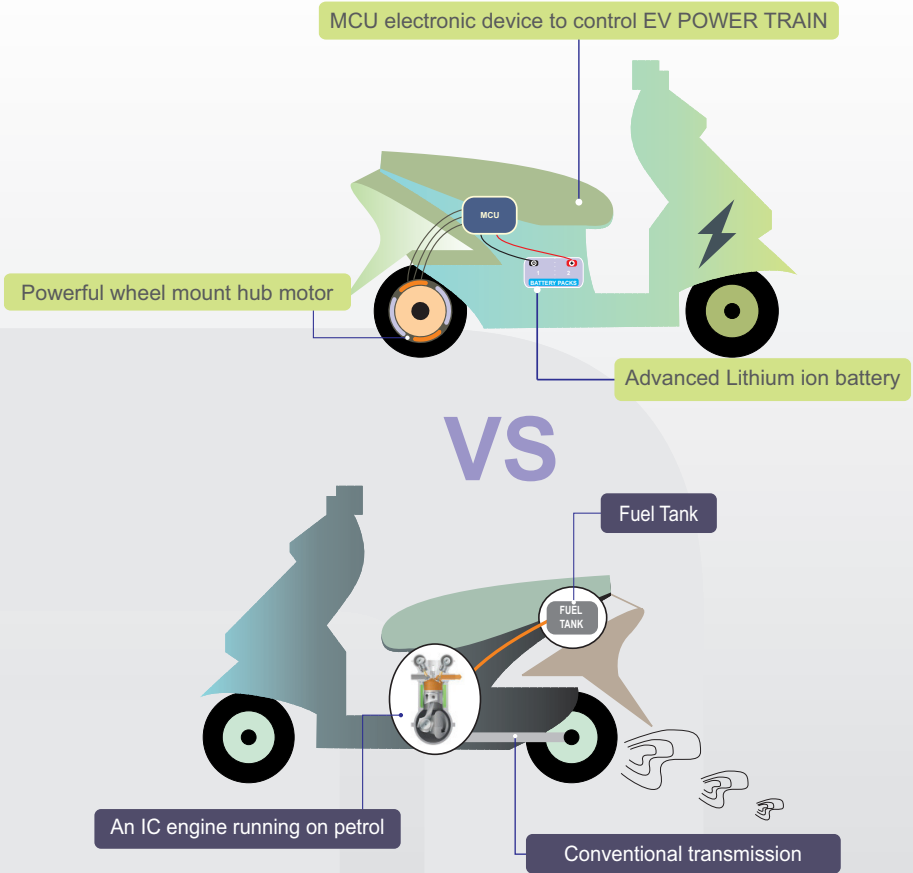 MCU electronic device to control EV POWER TRAIN
MCU
1 2
BATTERY PACKS
Powerful wheel mount hub motor
Advanced Lithium ion battery
VS
Fuel Tank
FUEL
TANK
An IC engine running on petrol
Conventional transmission